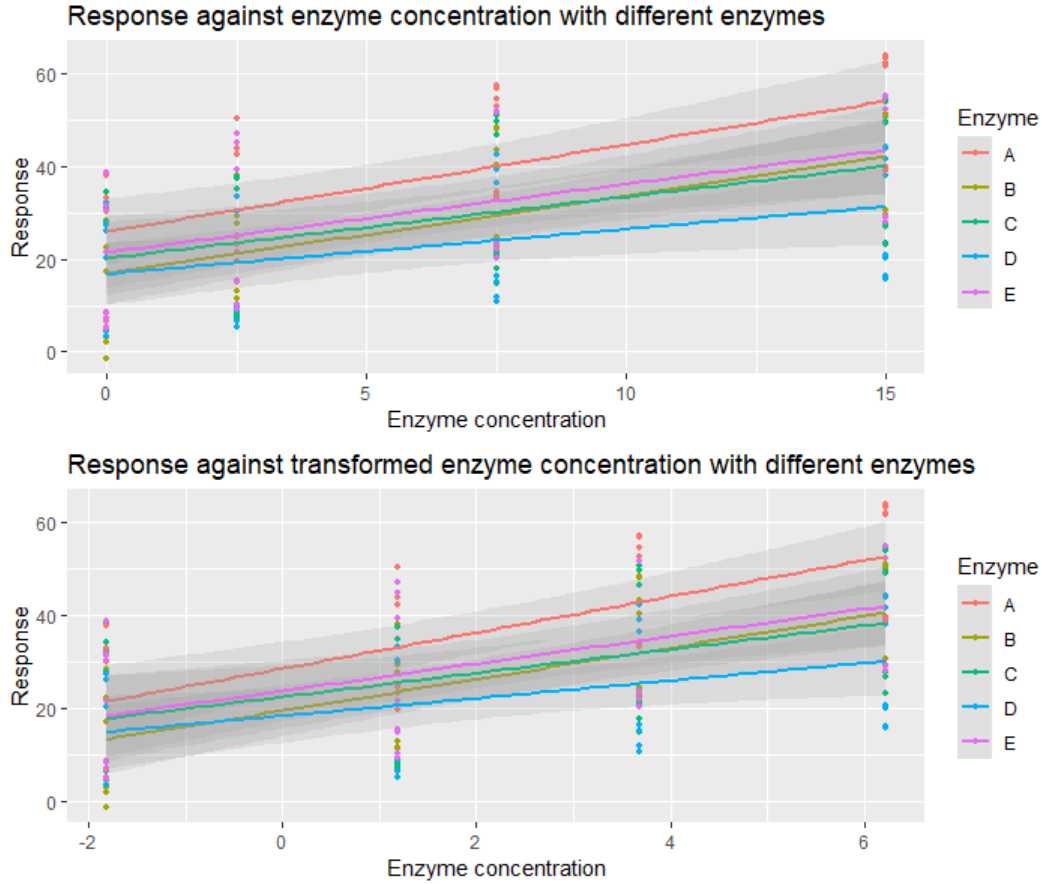 Response against enzyme concentration with different enzymes
60
40
20
0
Response
0
5
10
15
Enzyme concentration
Enzyme
A
B
C
D
E
Response against transformed enzyme concentration with different enzymes
60
40
20
0
Response
-2
0
2
4
6
Enzyme concentration
Enzyme
A
B
C
D
E